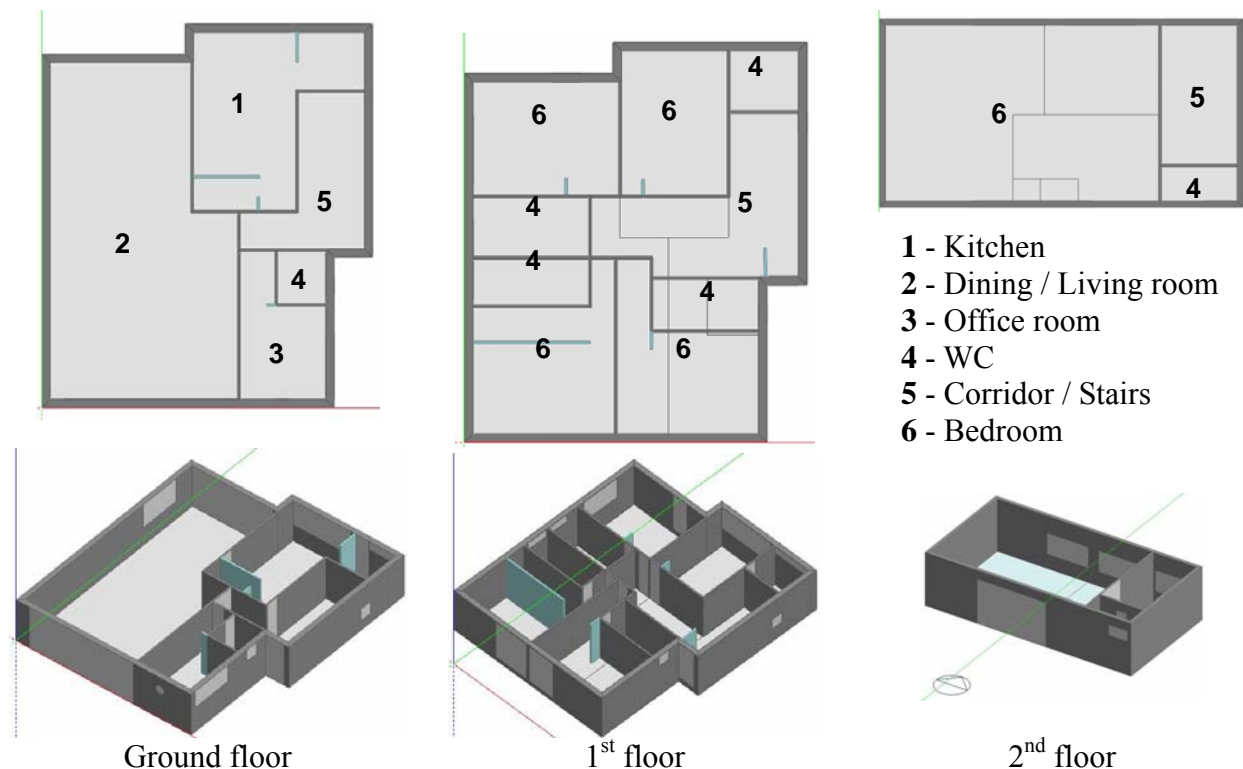 1
2
5
4
3
4
6
6
4
5
4
4
6
6
6
5
4
1 - Kitchen
2 - Dining / Living room
3 - Office room
4 - WC
5 - Corridor / Stairs
6 - Bedroom
Ground floor
1st floor
2nd floor